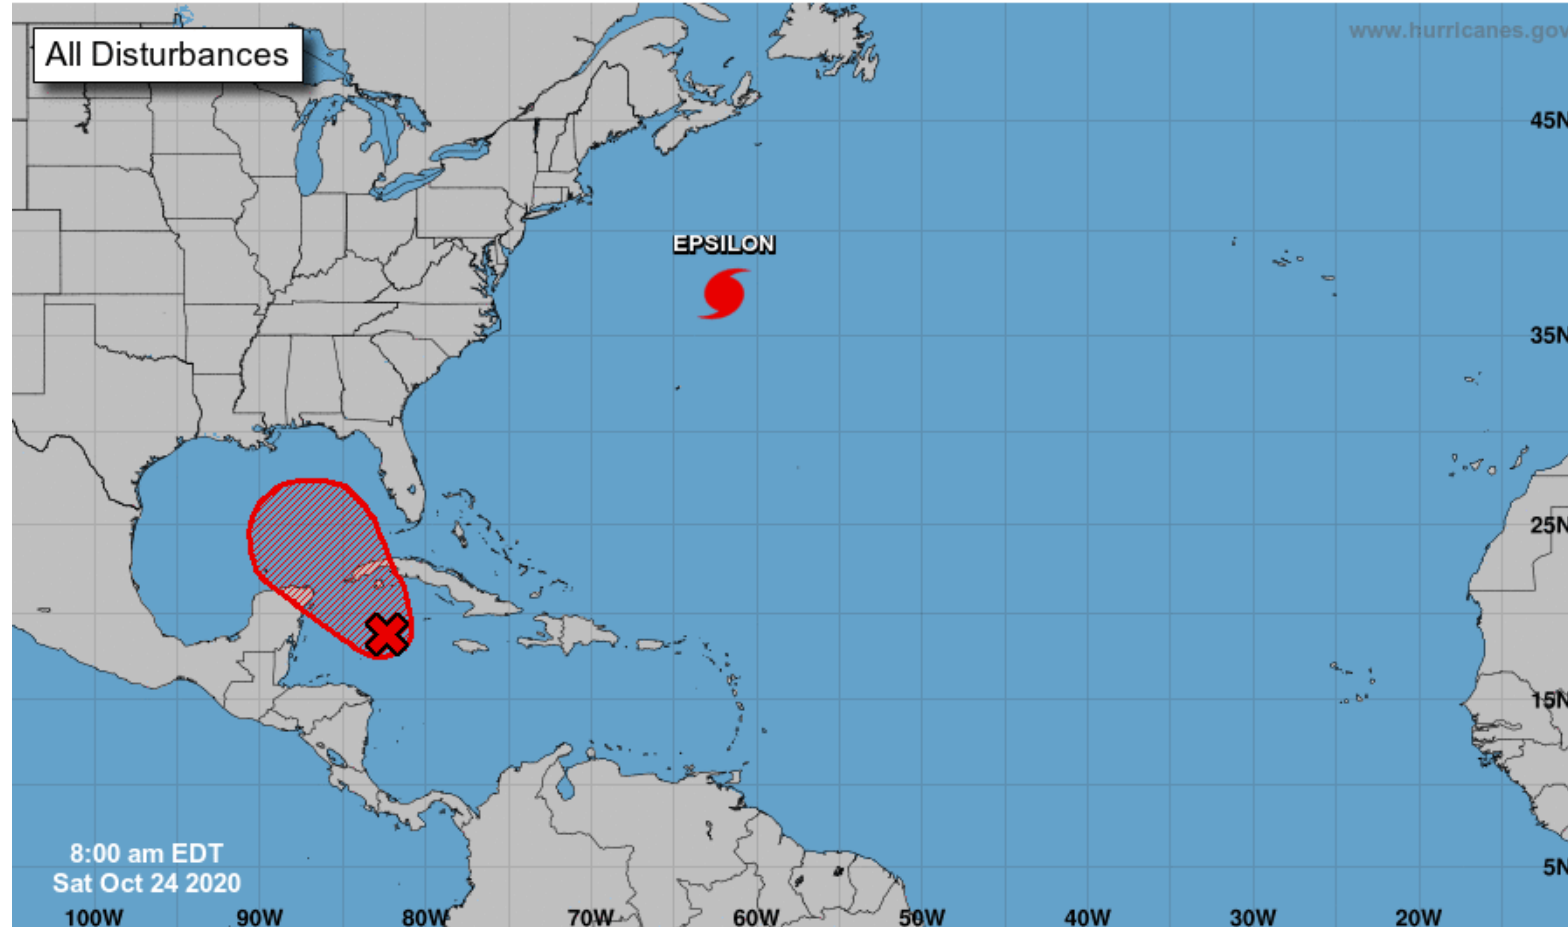 All Disturbances
www.hurricanes.gov
45N
EPSILON
35N
25N
15N
8:00 am EDT
Sat Oct 24 2020
5N
100W 90W 80W 70W 60W 50W 40W 30W 20W